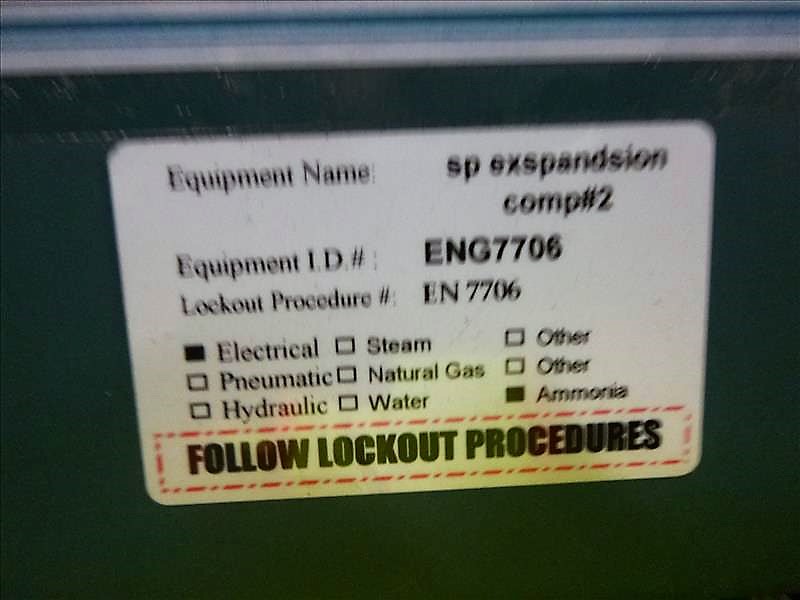 Equipment Name: sp exspandsion
comp#2
Equipment I.D.# : ENG7706
Lockout Procedure #: EN 7706
■ Electrical □ Steam □ Other
□ Pneumatic □ Natural Gas □ Other
□ Hydraulic □ Water ■ Ammonia
FOLLOW LOCKOUT PROCEDURES